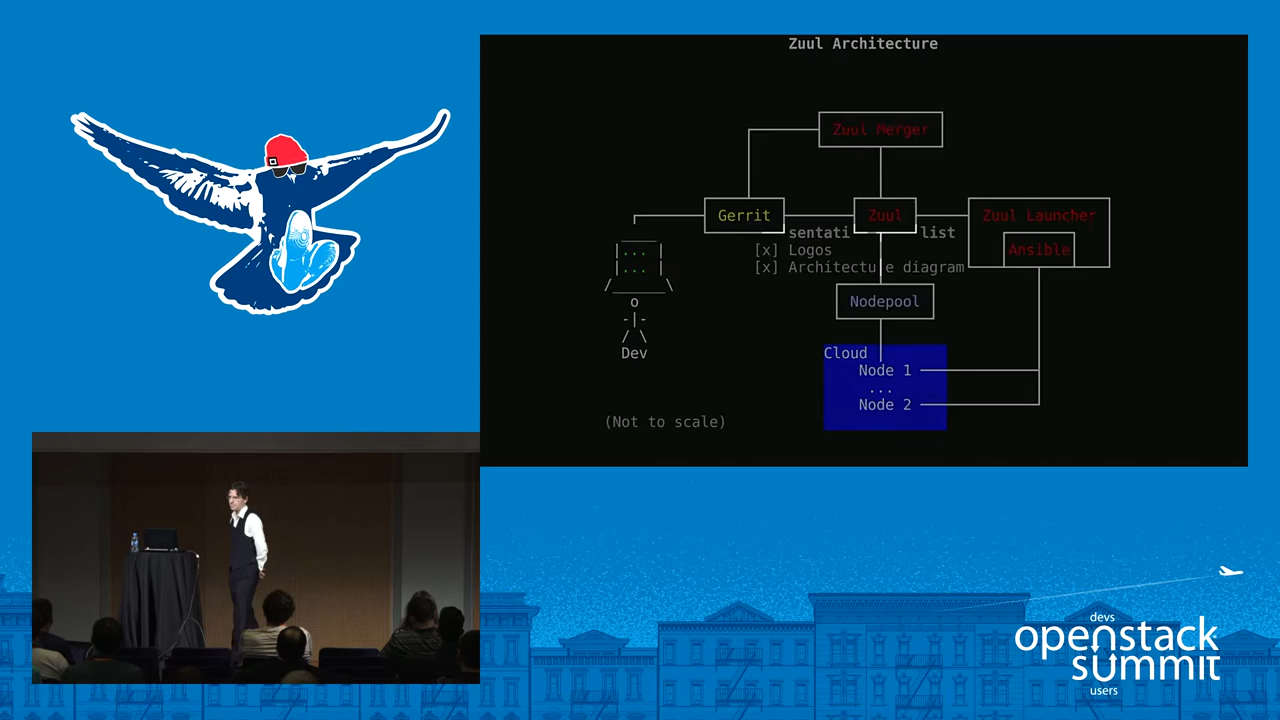 Zuul Architecture
Zuul Merger
Gerrit
Zuul
Zuul Launcher
sentati
list
[x] Logos
Ansible
[x] Architectu e diagram
...
...
o
-|-
/ \
Dev
Nodepool
Cloud
Node 1
...
Node 2
(Not to scale)
devs
openstack
summit
users